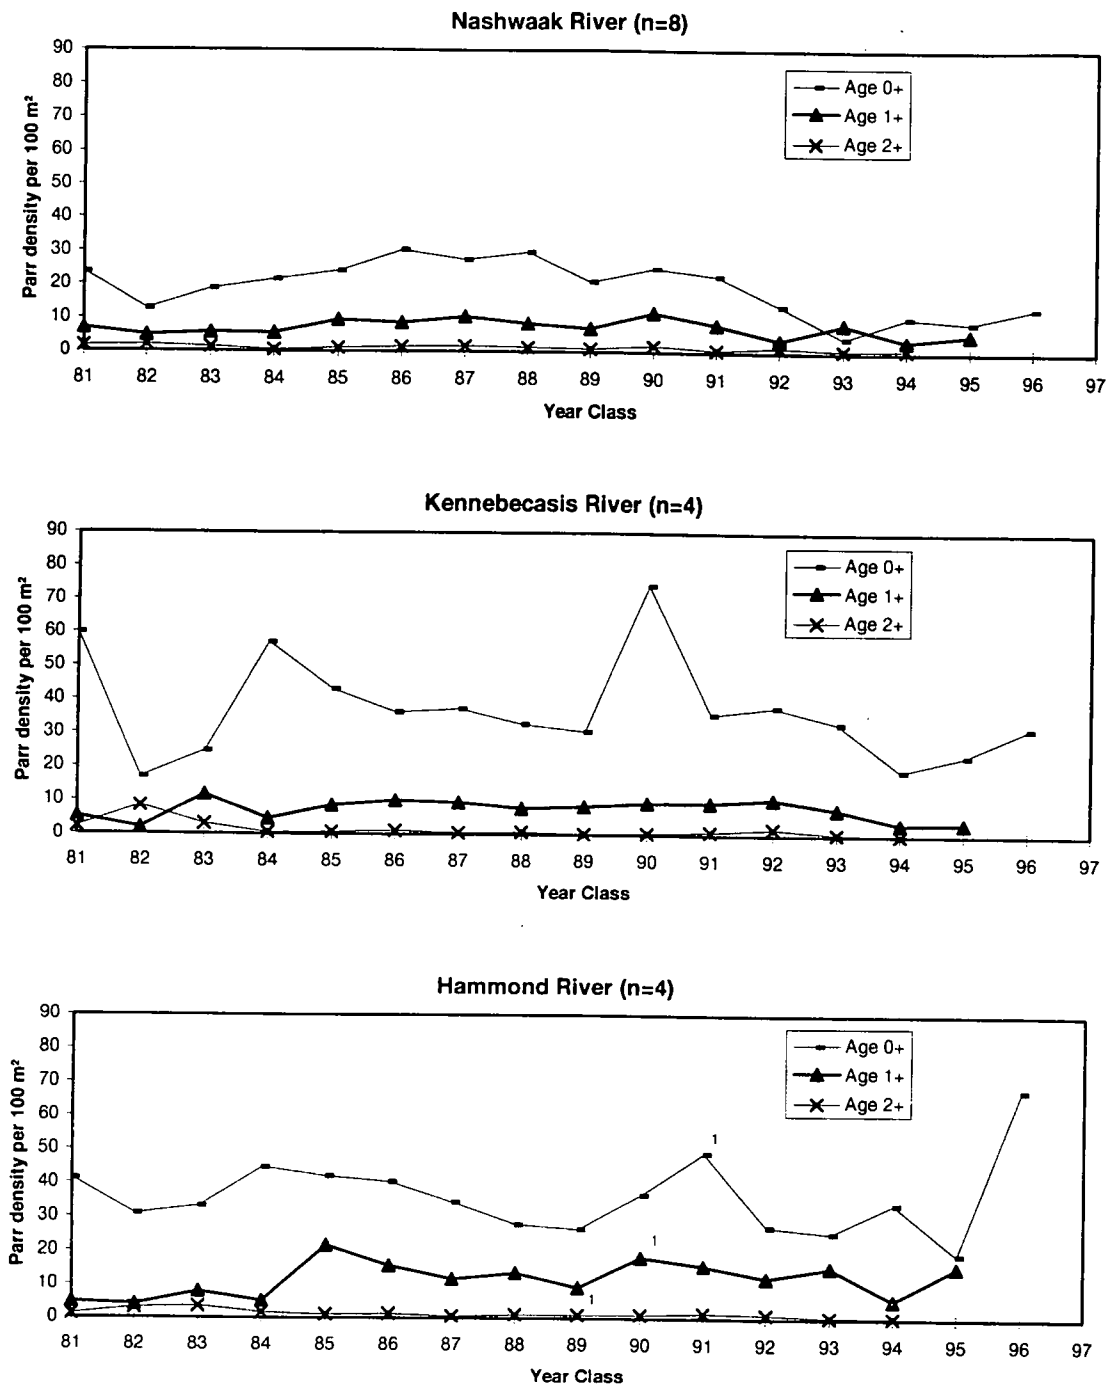 Nashwaak River (n=8)
90
80
70
60
50
40
30
20
10
0
Parr density per 100 m²
Age 0+
Age 1+
Age 2+
81 82 83 84 85 86 87 88 89 90 91 92 93 94 95 96 97
Year Class
Kennebecasis River (n=4)
90
80
70
60
50
40
30
20
10
0
Parr density per 100 m²
Age 0+
Age 1+
Age 2+
81 82 83 84 85 86 87 88 89 90 91 92 93 94 95 96 97
Year Class
Hammond River (n=4)
90
80
70
60
50
40
30
20
10
0
Parr density per 100 m²
Age 0+
Age 1+
Age 2+
1
1
1
81 82 83 84 85 86 87 88 89 90 91 92 93 94 95 96 97
Year Class